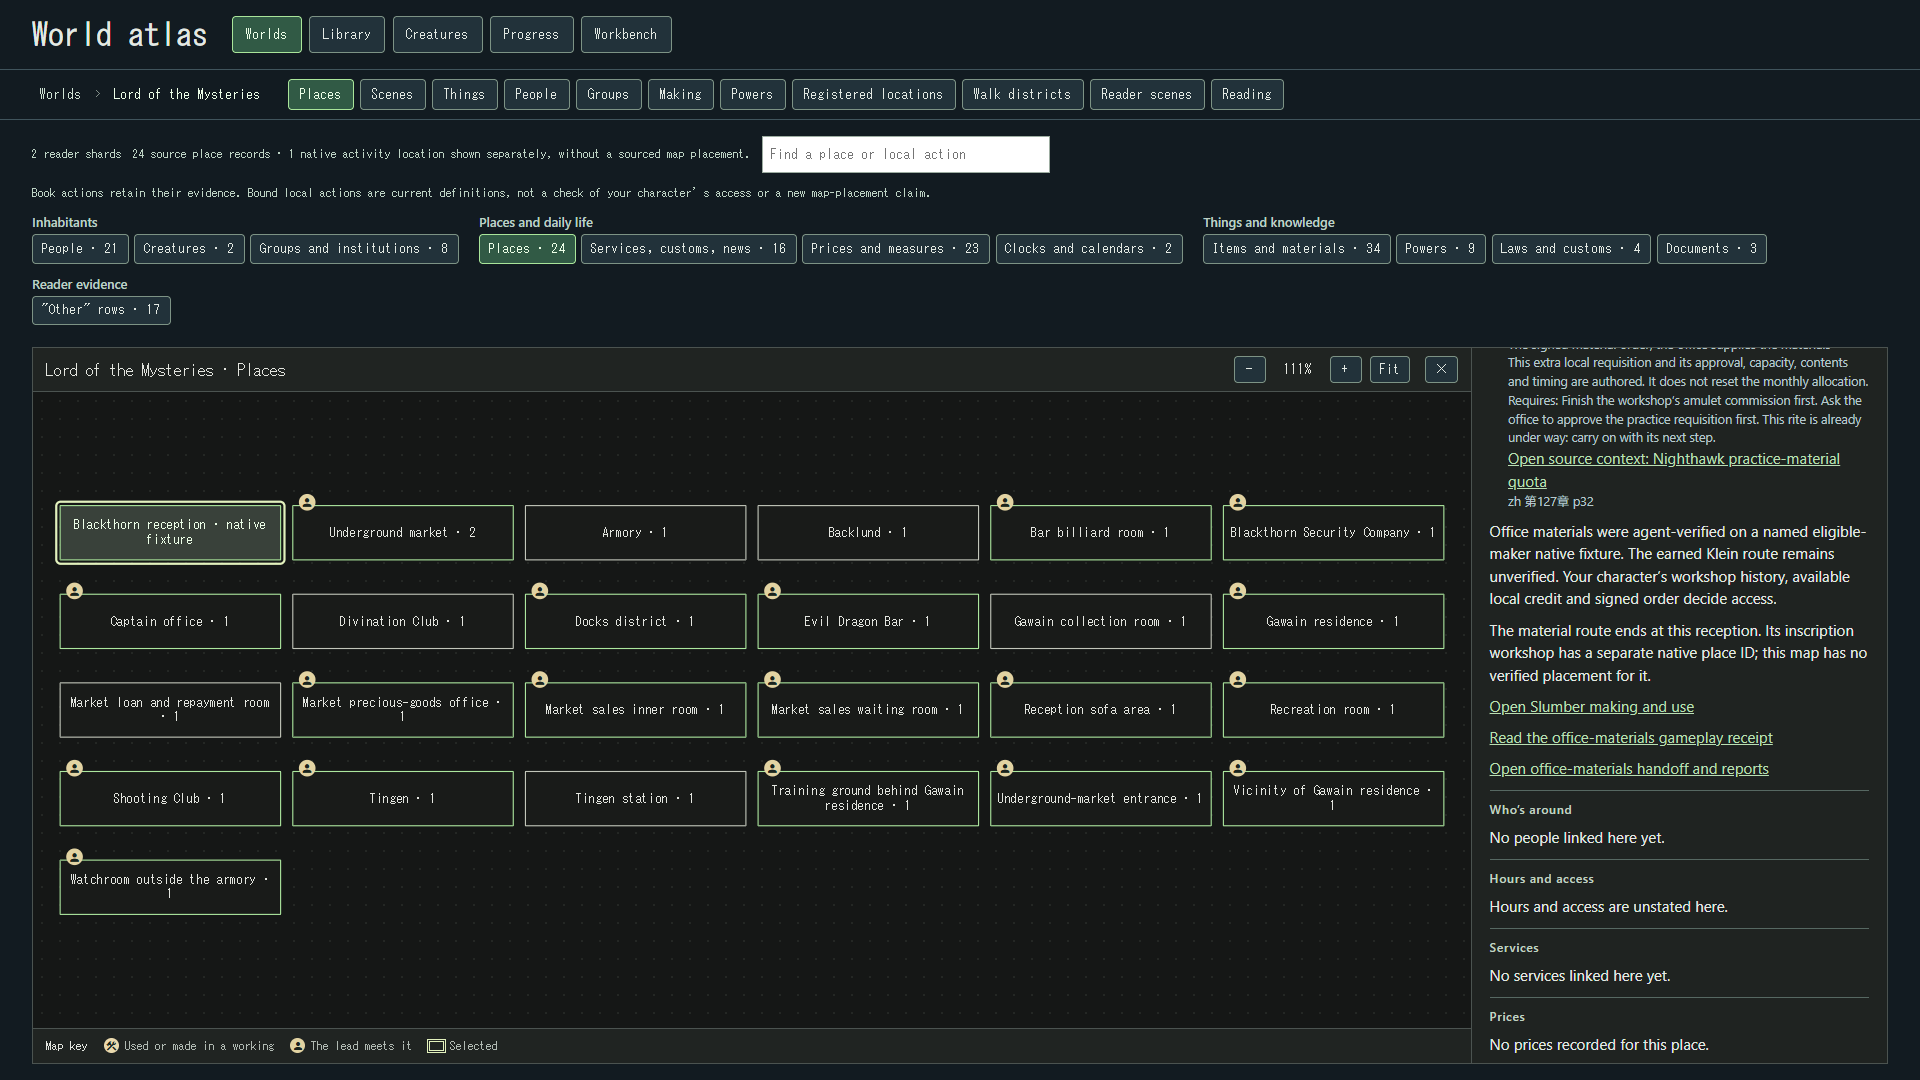 World atlas
Worlds
Library
Creatures
Progress
Workbench
Worlds > Lord of the Mysteries
Places
Scenes
Things
People
Groups
Making
Powers
Registered locations
Walk districts
Reader scenes
Reading
2 reader shards 24 source place records · 1 native activity location shown separately, without a sourced map placement.
Find a place or local action
Book actions retain their evidence. Bound local actions are current definitions, not a check of your character's access or a new map-placement claim.
Inhabitants
People · 21
Creatures · 2
Groups and institutions · 8
Places and daily life
Places · 24
Services, customs, news · 16
Prices and measures · 23
Clocks and calendars · 2
Things and knowledge
Items and materials · 34
Powers · 9
Laws and customs · 4
Documents · 3
Reader evidence
"Other" rows · 17
Lord of the Mysteries · Places
−
111%
+
Fit
×
Blackthorn reception · native
fixture
Underground market · 2
Armory · 1
Backlund · 1
Bar billiard room · 1
Blackthorn Security Company · 1
Captain office · 1
Divination Club · 1
Docks district · 1
Evil Dragon Bar · 1
Gawain collection room · 1
Gawain residence · 1
Market loan and repayment room
· 1
Market precious-goods office ·
1
Market sales inner room · 1
Market sales waiting room · 1
Reception sofa area · 1
Recreation room · 1
Shooting Club · 1
Tingen · 1
Tingen station · 1
Training ground behind Gawain
residence · 1
Underground-market entrance · 1
Vicinity of Gawain residence ·
1
Watchroom outside the armory ·
1
Map key
Used or made in a working
The lead meets it
Selected
This extra local requisition and its approval, capacity, contents
and timing are authored. It does not reset the monthly allocation.
Requires: Finish the workshop's amulet commission first. Ask the
office to approve the practice requisition first. This rite is already
under way: carry on with its next step.
Open source context: Nighthawk practice-material
quota
zh 第127章 p32
Office materials were agent-verified on a named eligible-
maker native fixture. The earned Klein route remains
unverified. Your character's workshop history, available
local credit and signed order decide access.
The material route ends at this reception. Its inscription
workshop has a separate native place ID; this map has no
verified placement for it.
Open Slumber making and use
Read the office-materials gameplay receipt
Open office-materials handoff and reports
Who's around
No people linked here yet.
Hours and access
Hours and access are unstated here.
Services
No services linked here yet.
Prices
No prices recorded for this place.